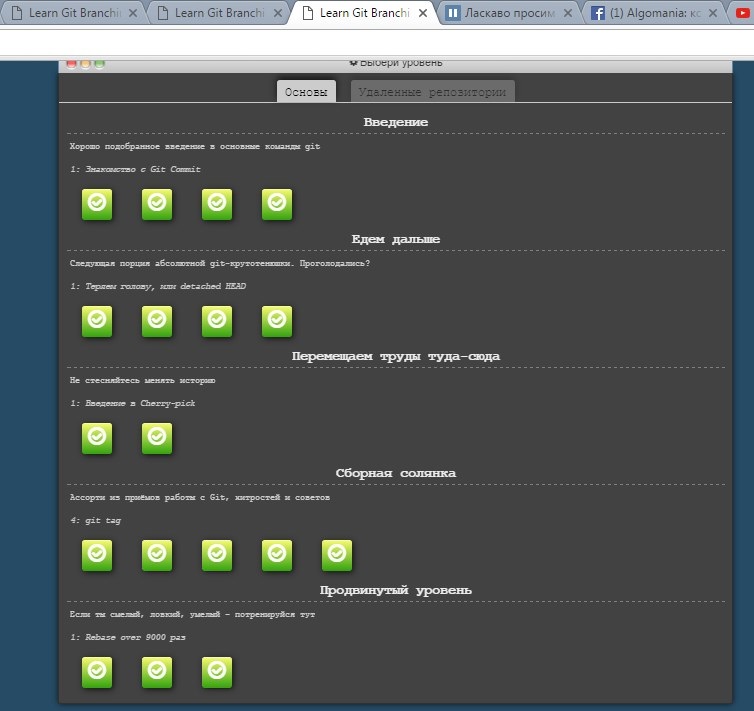 Learn Git Branchi
Learn Git Branchi
Learn Git Branchi
Ласкаво просим
(1) Algomania: ко
Выбери уровень
Основы
Удаленные репозитории
Введение
Хорошо подобранное введение в основные команды git
1: Знакомство с Git Commit
Едем дальше
Следующая порция абсолютной git-крутотенюшки. Проголодались?
1: Теряем голову, или detached HEAD
Перемещаем труды туда-сюда
Не стесняйтесь менять историю
1: Введение в Cherry-pick
Сборная солянка
Ассорти из приёмов работы с Git, хитростей и советов
4: git tag
Продвинутый уровень
Если ты смелый, ловкий, умелый - потренируйся тут
1: Rebase over 9000 раз